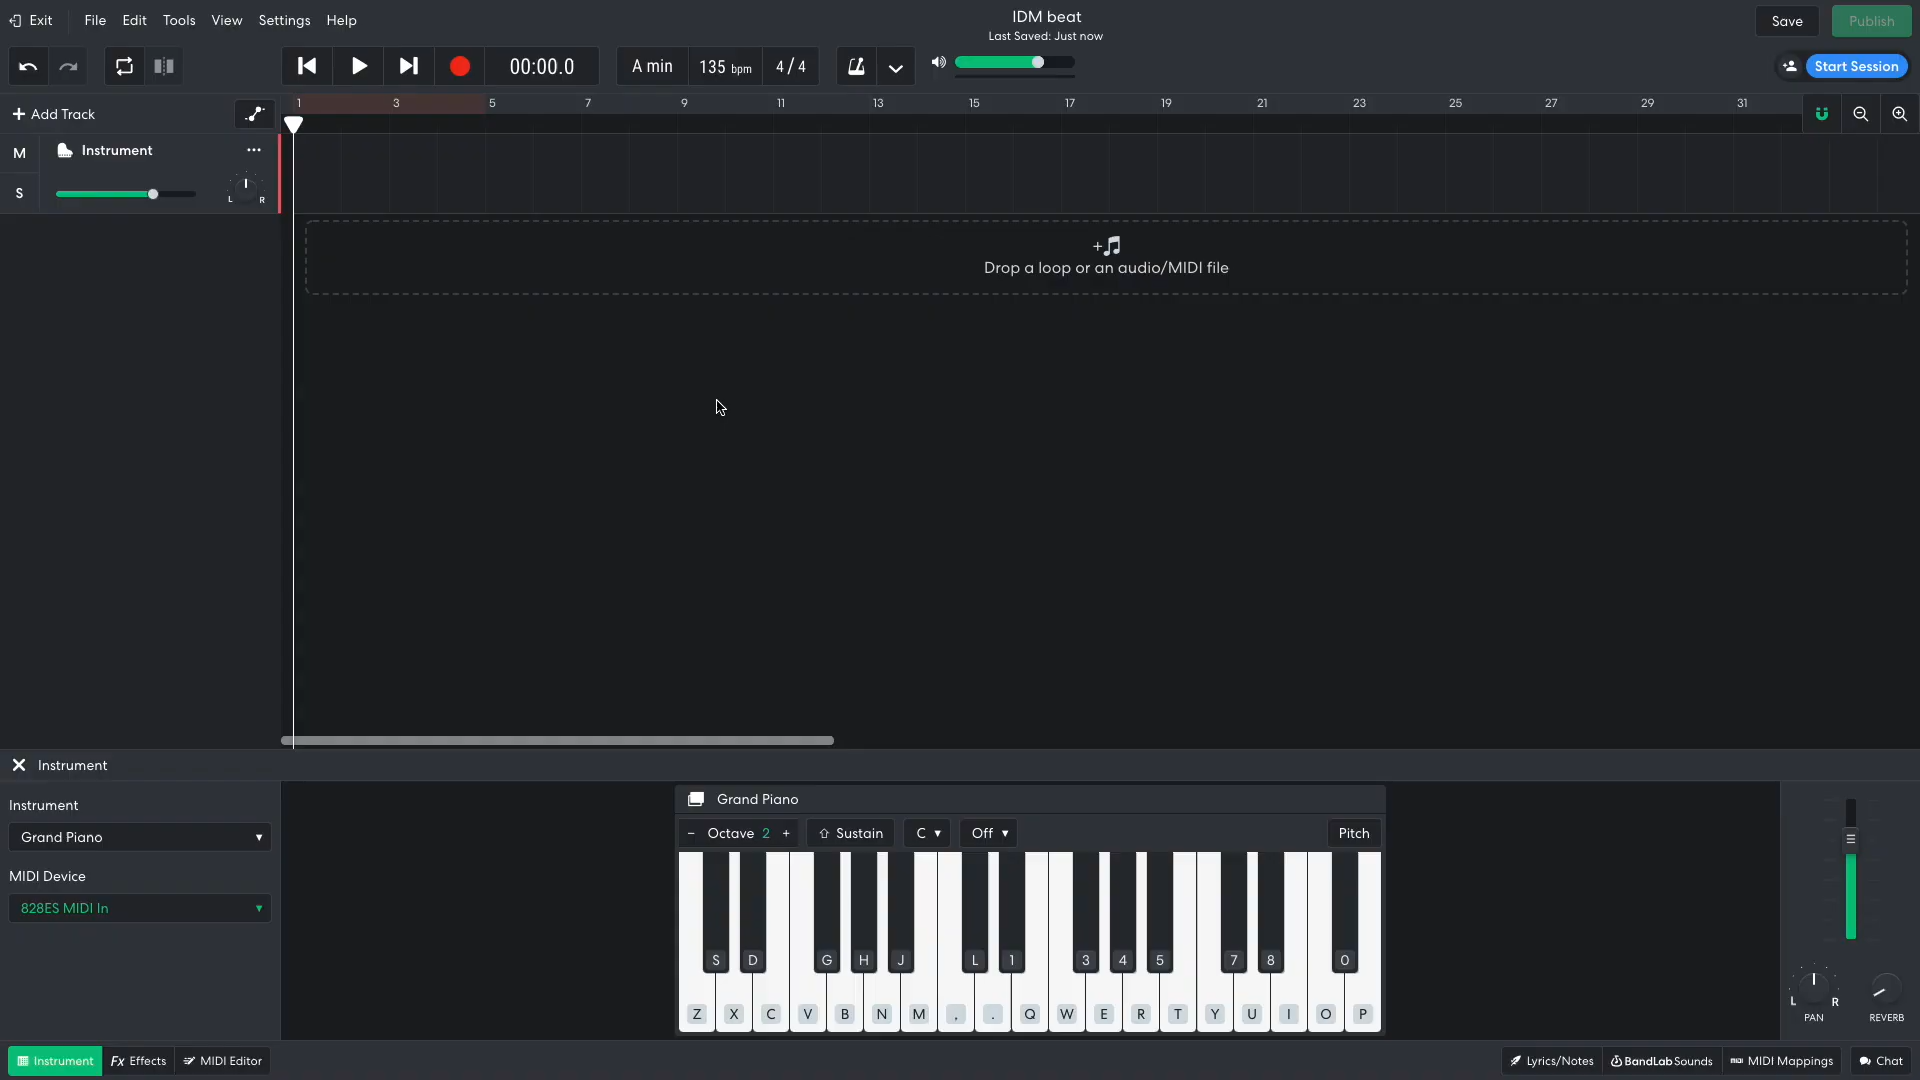 Exit File Edit Tools View Settings Help
IDM beat
Last Saved: Just now
Save Publish
00:00.0 A min 135 bpm 4/4
Start Session
+ Add Track
1 3 5 7 9 11 13 15 17 19 21 23 25 27 29 31
M Instrument ...
S L R
Drop a loop or an audio/MIDI file
Instrument
Instrument
Grand Piano
MIDI Device
828ES MIDI In
Grand Piano
- Octave 2 + Sustain C Off Pitch
S D G H J L 1 3 4 5 7 8 0
Z X C V B N M , . Q W E R T Y U I O P
L R
PAN REVERB
Instrument Fx Effects MIDI Editor
Lyrics/Notes BandLab Sounds MIDI Mappings Chat